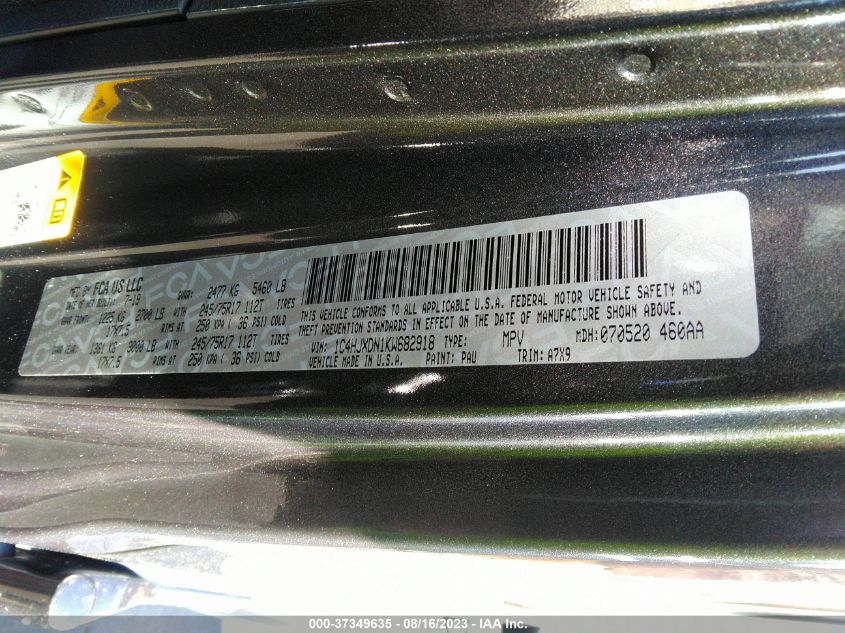 MFD BY FCA US LLC
DATE OF MFR 7-19 GVWR: 2477 KG 5460 LB
GAWR FRONT: 1225 KG 2700 LB WITH 245/75R17 112T TIRES
17X7.5 RIMS AT 250 KPA ( 36 PSI) COLD
GAWR REAR: 1361 KG 3000 LB WITH 245/75R17 112T TIRES
17X7.5 RIMS AT 250 KPA ( 36 PSI) COLD
THIS VEHICLE CONFORMS TO ALL APPLICABLE U.S.A. FEDERAL MOTOR VEHICLE SAFETY AND
THEFT PREVENTION STANDARDS IN EFFECT ON THE DATE OF MANUFACTURE SHOWN ABOVE.
VIN: 1C4HJXDN1KW682918 TYPE: MPV MDH:070520 460AA
VEHICLE MADE IN U.S.A. PAINT: PAU TRIM: A7X9
000-37349635 - 08/16/2023 - IAA Inc.